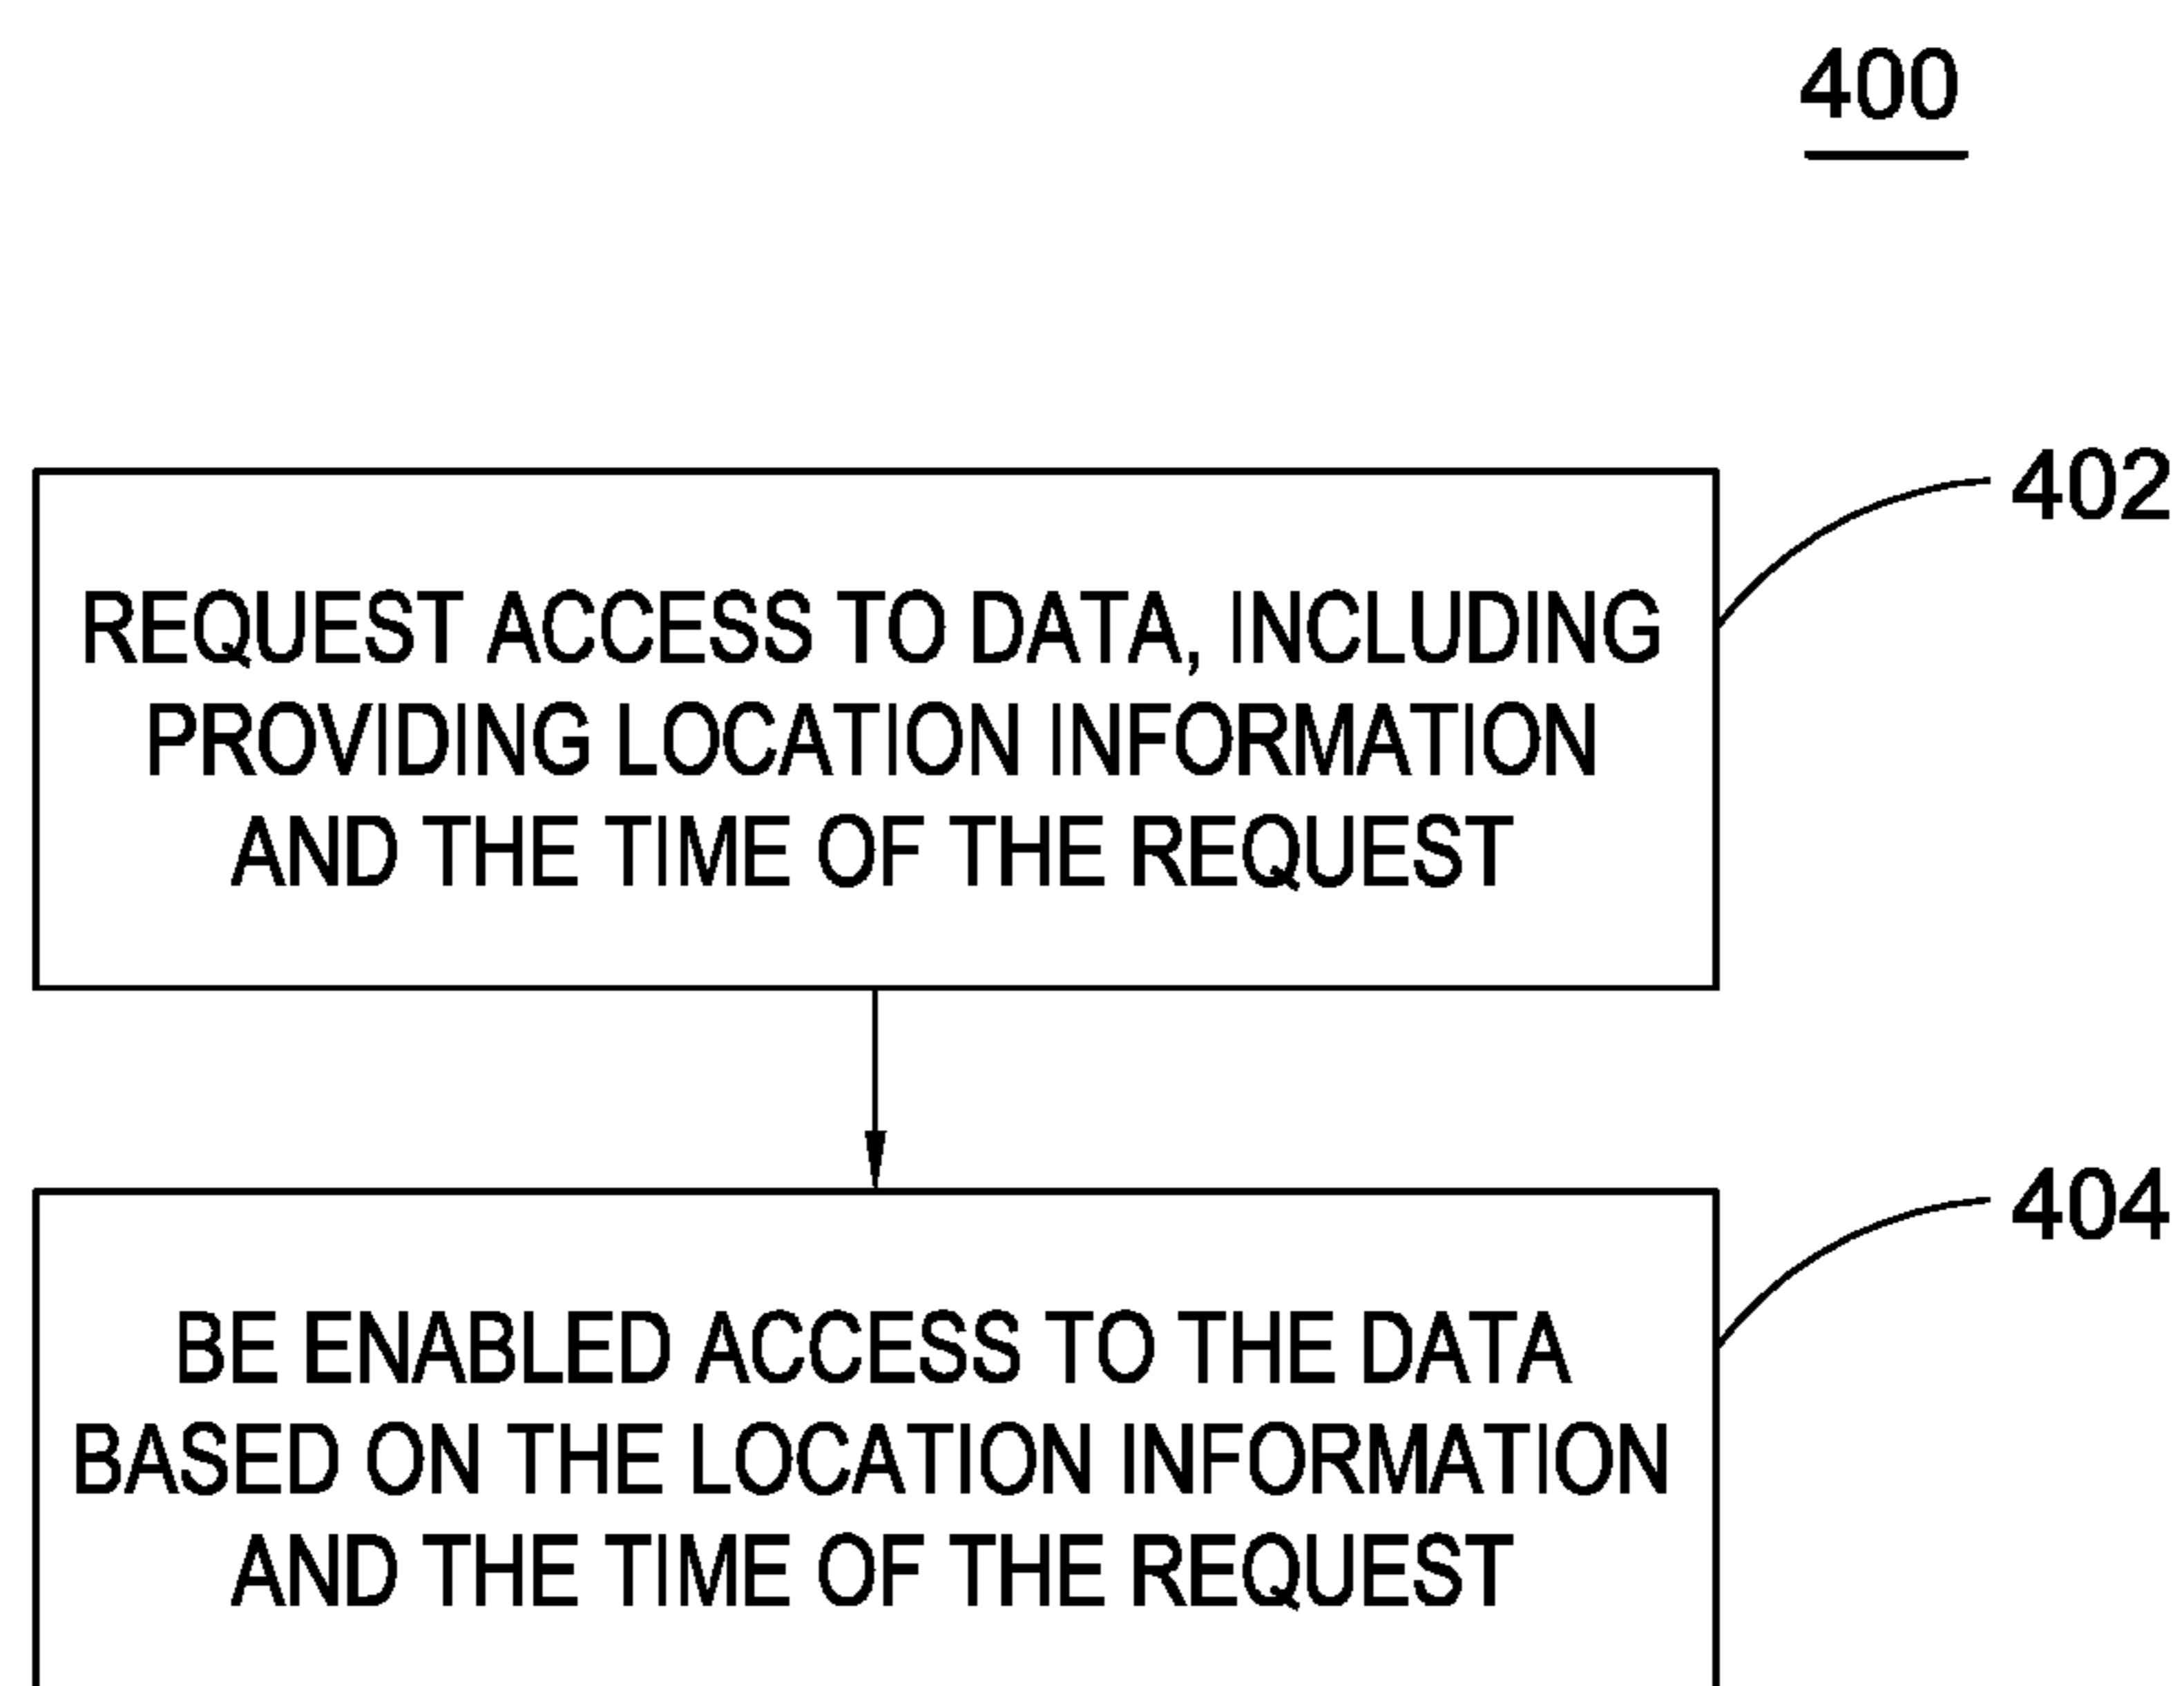 400
402
REQUEST ACCESS TO DATA, INCLUDING
PROVIDING LOCATION INFORMATION
AND THE TIME OF THE REQUEST
404
BE ENABLED ACCESS TO THE DATA
BASED ON THE LOCATION INFORMATION
AND THE TIME OF THE REQUEST